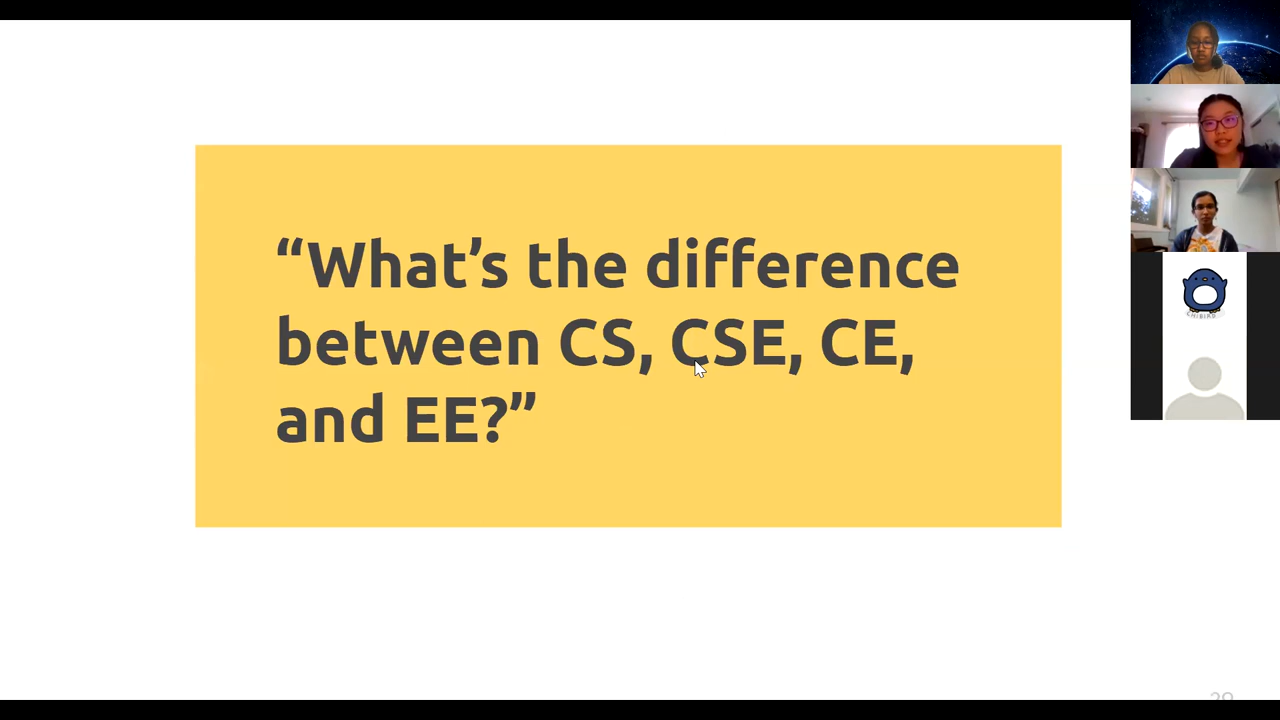 “What’s the difference
between CS, CSE, CE,
and EE?”